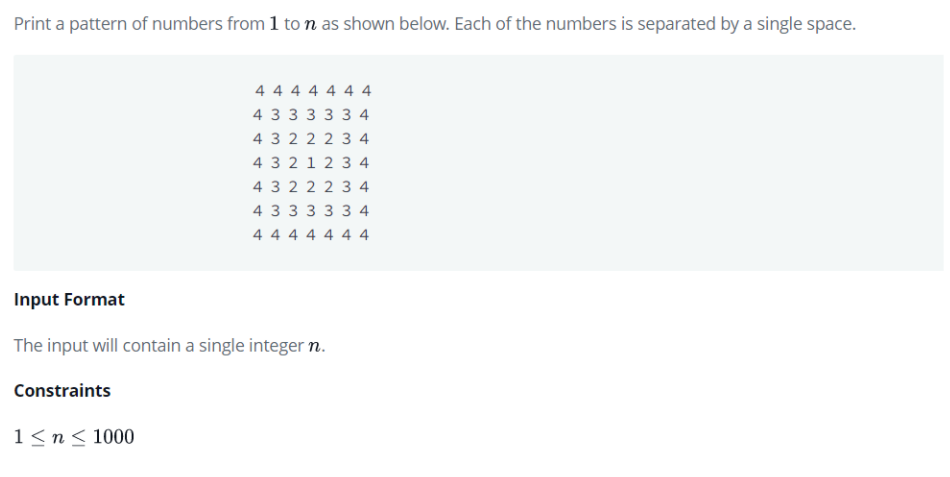 Print a pattern of numbers from 1 to n as shown below. Each of the numbers is separated by a single space.
4 4 4 4 4 4 4
4 3 3 3 3 3 4
4 3 2 2 2 3 4
4 3 2 1 2 3 4
4 3 2 2 2 3 4
4 3 3 3 3 3 4
4 4 4 4 4 4 4
Input Format
The input will contain a single integer n.
Constraints
1 ≤ n ≤ 1000